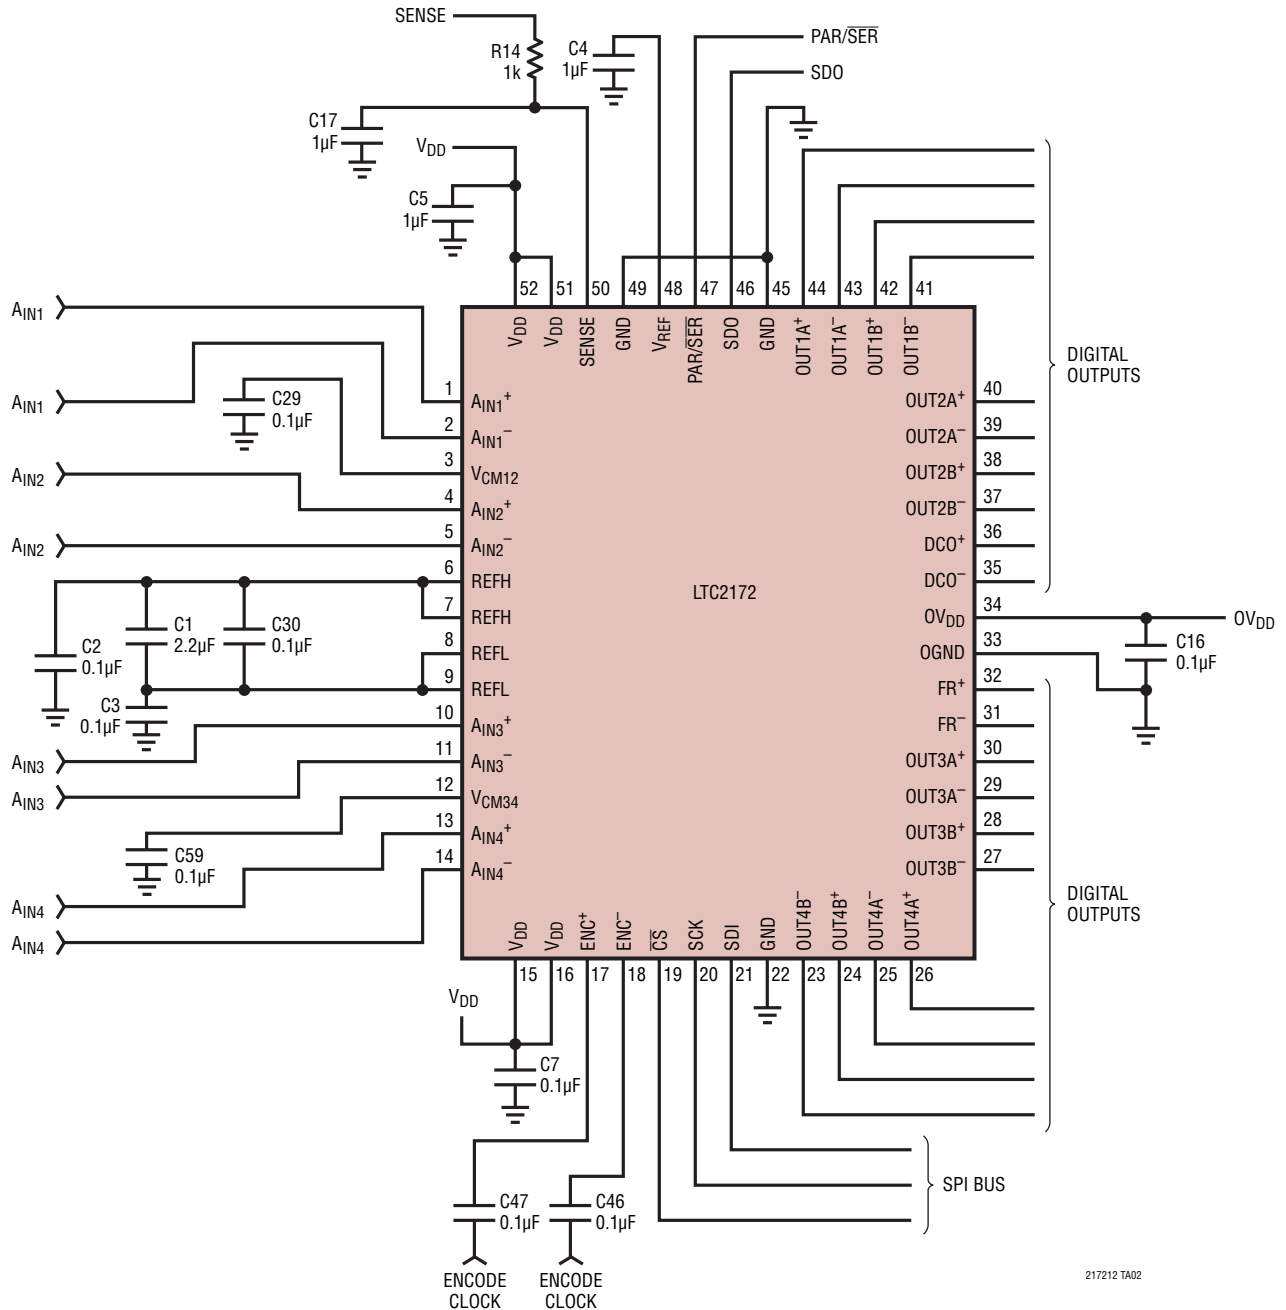 SENSE
R14
1k
C4
1µF
PAR/SER
SDO
C17
1µF
VDD
C5
1µF
52
51
50
49
48
47
46
45
44
43
42
41
VDD
VDD
SENSE
GND
VREF
PAR/SER
SDO
GND
OUT1A+
OUT1A–
OUT1B+
OUT1B–
DIGITAL
OUTPUTS
AIN1
AIN1
C29
0.1µF
AIN2
AIN2
1
AIN1+
2
AIN1–
3
VCM12
4
AIN2+
5
AIN2–
6
REFH
7
REFH
8
REFL
9
REFL
10
AIN3+
11
AIN3–
12
VCM34
13
AIN4+
14
AIN4–
C2
0.1µF
C1
2.2µF
C30
0.1µF
C3
0.1µF
AIN3
AIN3
C59
0.1µF
AIN4
AIN4
LTC2172
OUT2A+
40
OUT2A–
39
OUT2B+
38
OUT2B–
37
DCO+
36
DCO–
35
OVDD
34
OGND
33
FR+
32
FR–
31
OUT3A+
30
OUT3A–
29
OUT3B+
28
OUT3B–
27
OVDD
C16
0.1µF
DIGITAL
OUTPUTS
VDD
VDD
ENC+
ENC–
CS
SCK
SDI
GND
OUT4B–
OUT4B+
OUT4A–
OUT4A+
15
16
17
18
19
20
21
22
23
24
25
26
VDD
C7
0.1µF
C47
0.1µF
C46
0.1µF
SPI BUS
ENCODE
CLOCK
ENCODE
CLOCK
217212 TA02